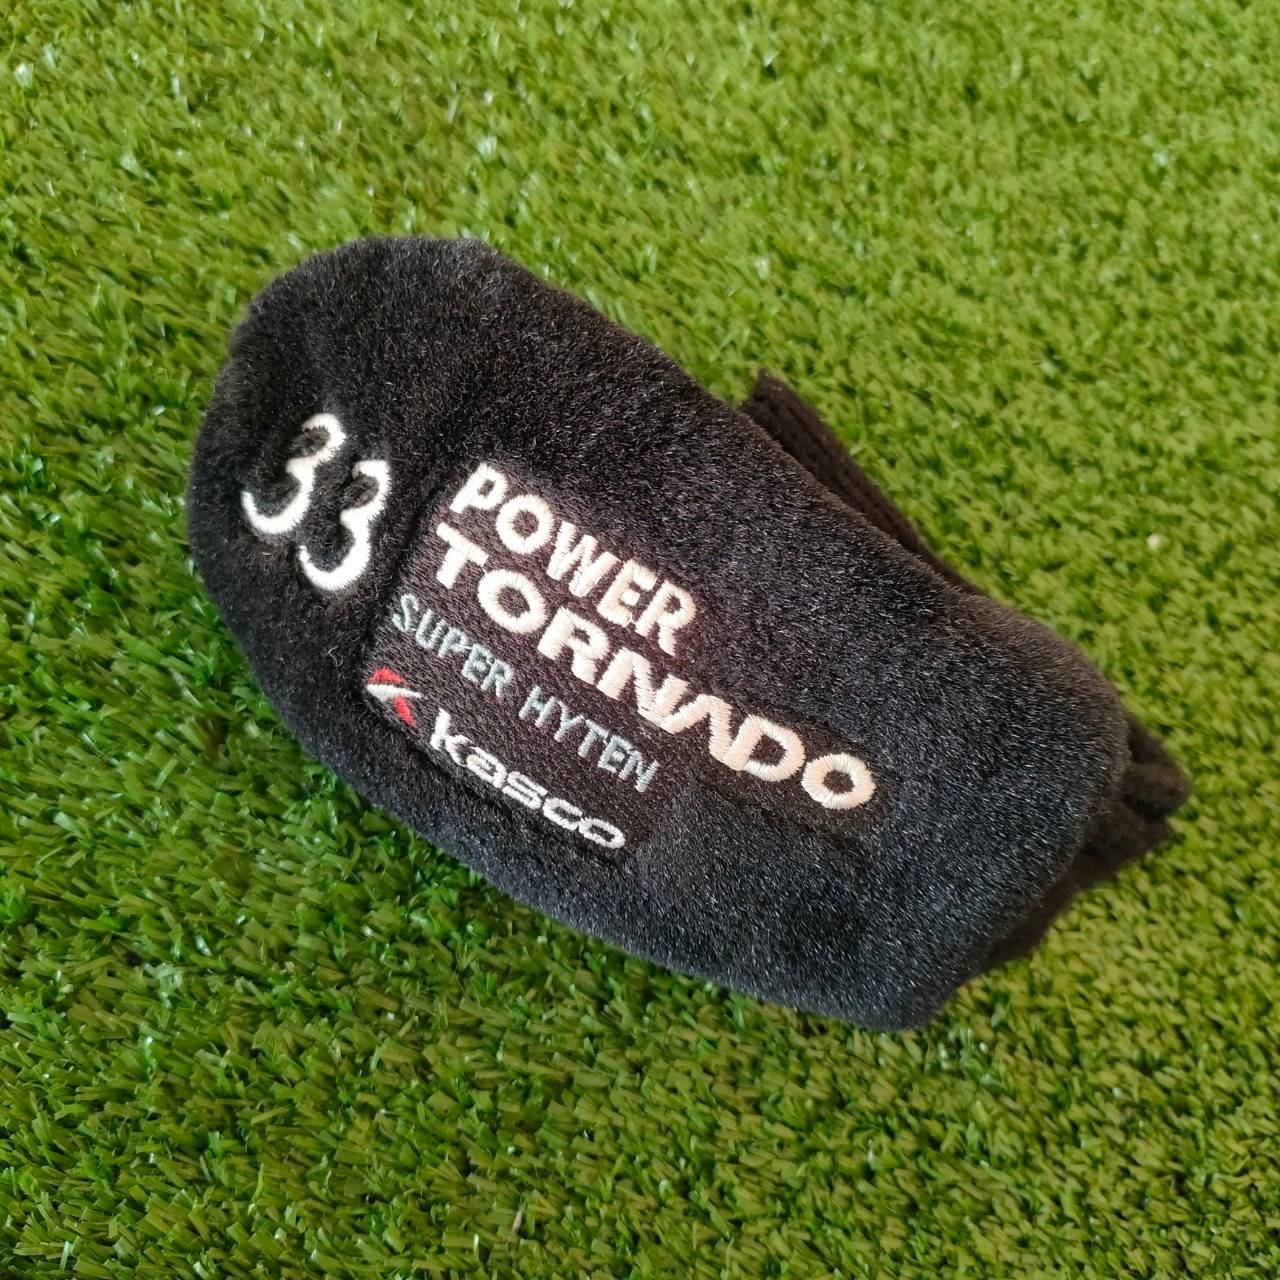 33
POWER
TORNADO
SUPER HYTEN
kasco